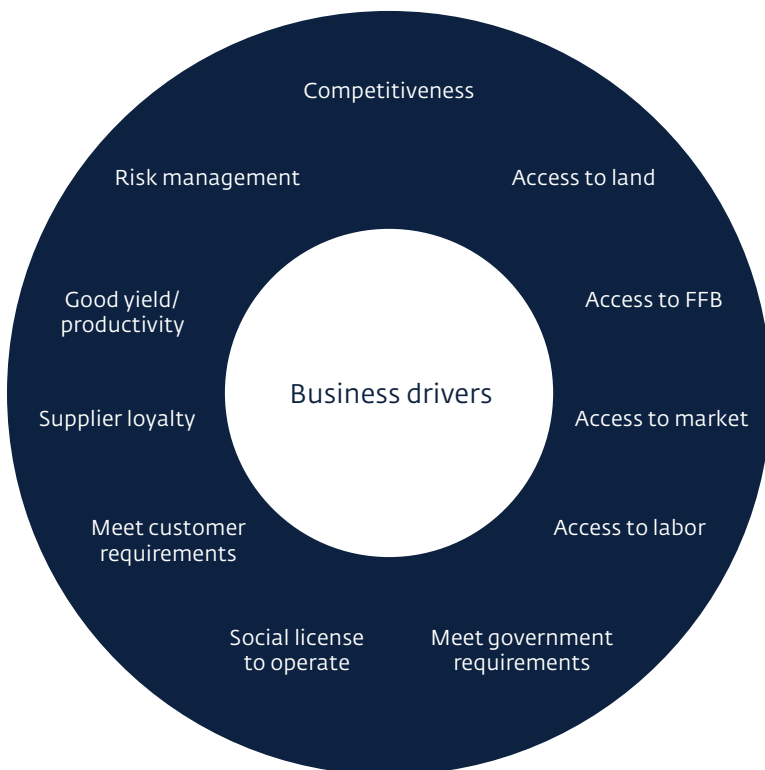 Competitiveness
Risk management
Access to land
Good yield/
productivity
Access to FFB
Business drivers
Supplier loyalty
Access to market
Meet customer
requirements
Access to labor
Social license
to operate
Meet government
requirements